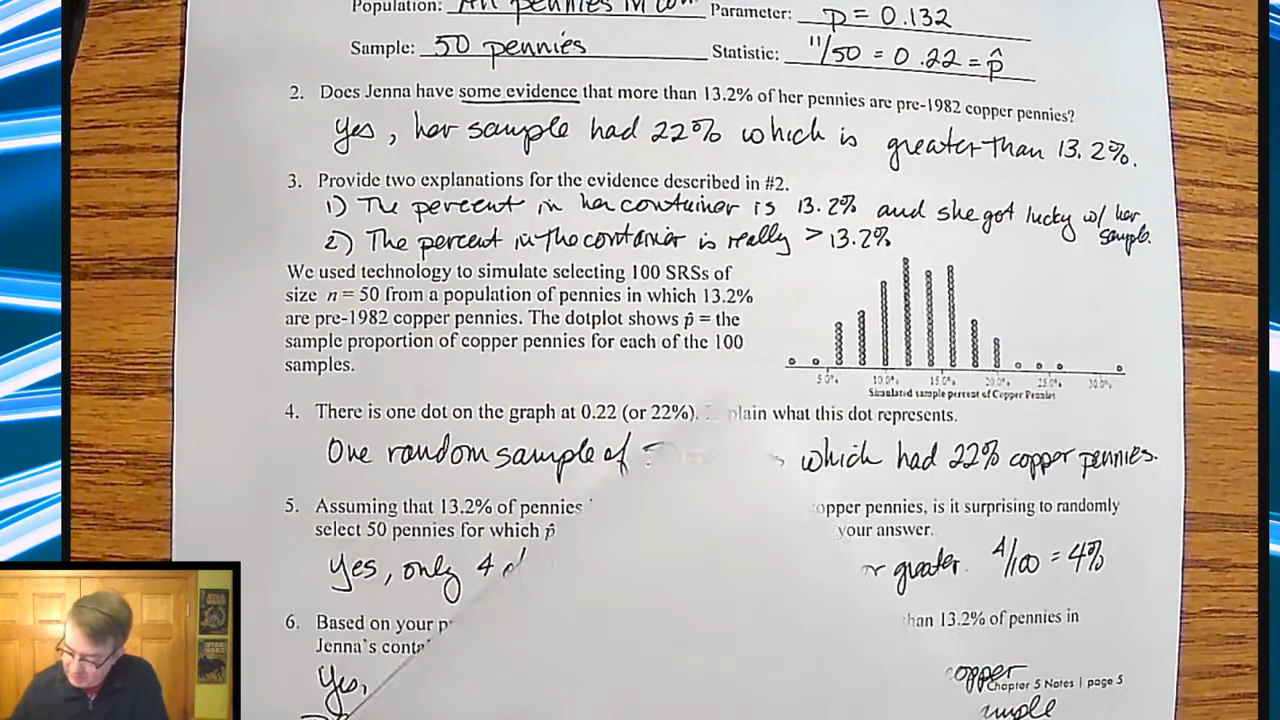 Population: All pennies in Parameter: p = 0.132
Sample: 50 pennies Statistic: 11/50 = 0.22 = p̂
2. Does Jenna have some evidence that more than 13.2% of her pennies are pre-1982 copper pennies?
Yes, her sample had 22% which is greater than 13.2%.
3. Provide two explanations for the evidence described in #2.
1) The percent in her container is 13.2% and she got lucky w/ her
sample.
2) The percent in the container is really > 13.2%
We used technology to simulate selecting 100 SRSs of
size n = 50 from a population of pennies in which 13.2%
are pre-1982 copper pennies. The dotplot shows p̂ = the
sample proportion of copper pennies for each of the 100
samples.
5.0% 10.0% 15.0% 20.0% 25.0% 30.0%
Simulated sample percent of Copper Pennies
4. There is one dot on the graph at 0.22 (or 22%). plain what this dot represents.
One random sample of which had 22% copper pennies.
5. Assuming that 13.2% of pennies opper pennies, is it surprising to randomly
select 50 pennies for which p̂ your answer.
Yes, only 4 or greater. 4/100 = 4%
6. Based on your p han 13.2% of pennies in
Jenna's conta
Yes, opper
Chapter 5 Notes | page 5
mple
STAR WARS
STAR WARS